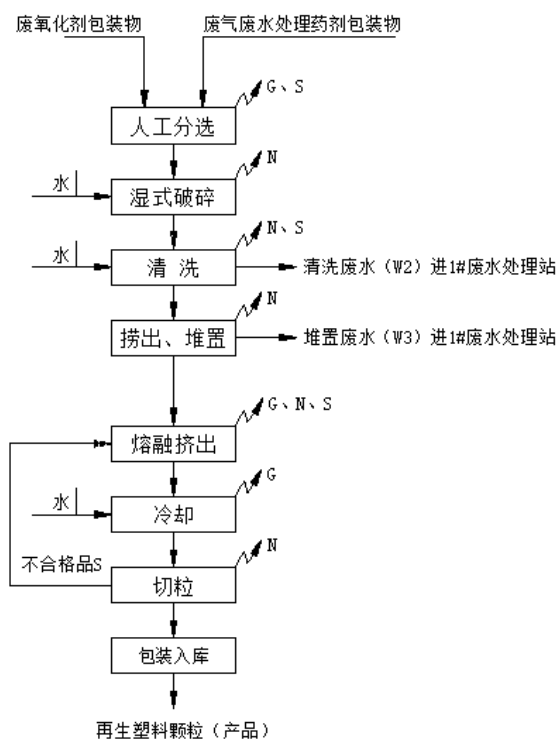 废氧化剂包装物
废气废水处理药剂包装物
G、S
人工分选
N
水
湿式破碎
N、S
水
清 洗
清洗废水（W2）进1#废水处理站
N
捞出、堆置
堆置废水（W3）进1#废水处理站
G、N、S
熔融挤出
G
水
冷却
N
不合格品S
切粒
包装入库
再生塑料颗粒（产品）